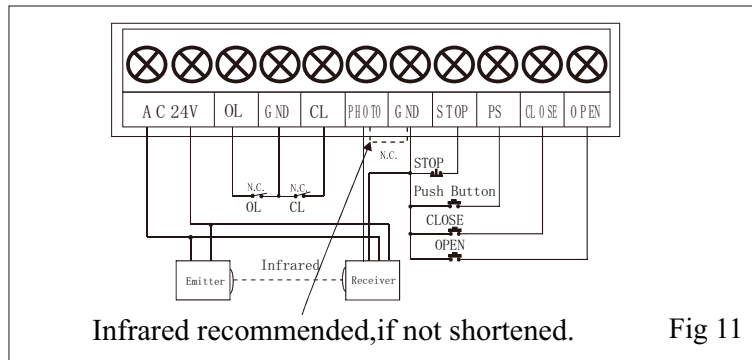 AC 24V OL GND CL PHOTO GND STOP PS CLOSE OPEN
N.C.
STOP
N.C. N.C.
OL CL
Push Button
CLOSE
OPEN
Infrared
Emitter Receiver
Infrared recommended,if not shortened. Fig 11